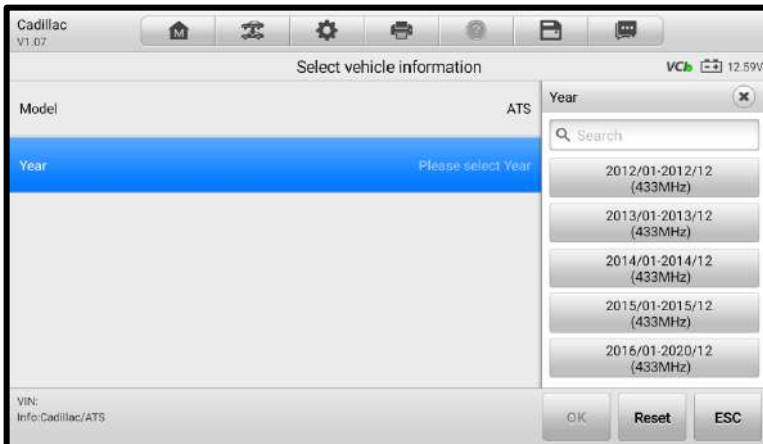 Cadillac
V1.07
M
Select vehicle information
VCI 12.59V
Model ATS
Year Please select Year
Year
Search
2012/01-2012/12
(433MHz)
2013/01-2013/12
(433MHz)
2014/01-2014/12
(433MHz)
2015/01-2015/12
(433MHz)
2016/01-2020/12
(433MHz)
VIN:
Info:Cadillac/ATS
OK Reset ESC